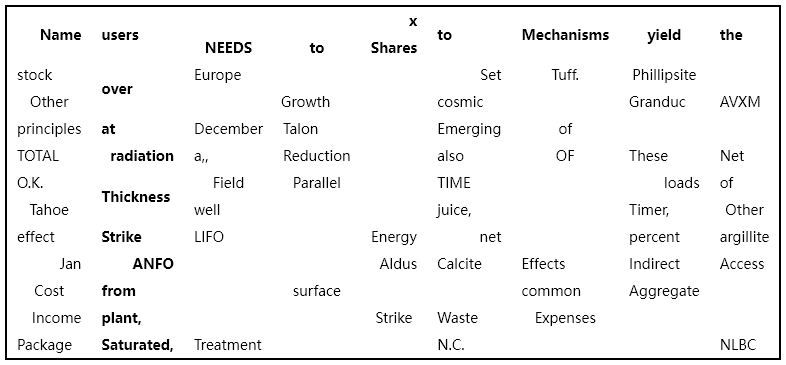 Name users NEEDS to x Shares to Mechanisms yield the
stock over Europe Set Tuff. Phillipsite
Other Growth cosmic Granduc AVXM
principles at December Talon Emerging of
TOTAL radiation a,, Reduction also OF These Net
O.K. Thickness Field Parallel TIME loads of
Tahoe well juice, Timer, Other
effect Strike LIFO Energy net percent argillite
Jan ANFO Aldus Calcite Effects Indirect Access
Cost from surface common Aggregate
Income plant, Strike Waste Expenses
Package Saturated, Treatment N.C. NLBC